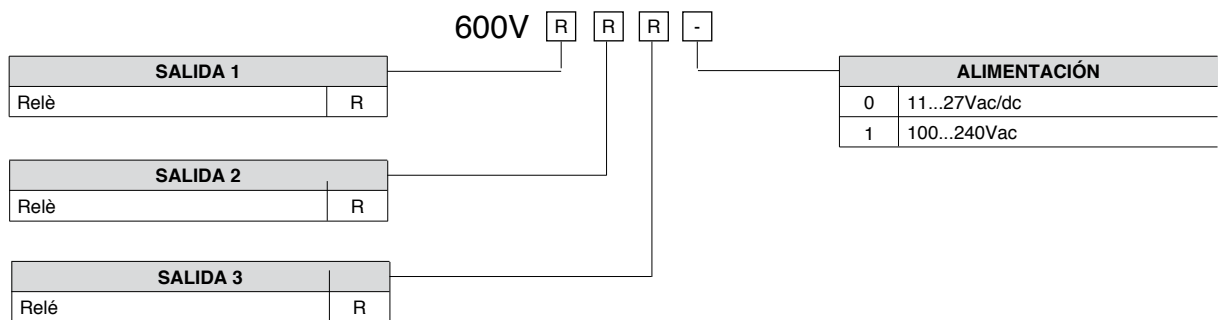 600V R R R -
SALIDA 1
Relè R
SALIDA 2
Relè R
SALIDA 3
Relé R
ALIMENTACIÓN
0 11...27Vac/dc
1 100...240Vac